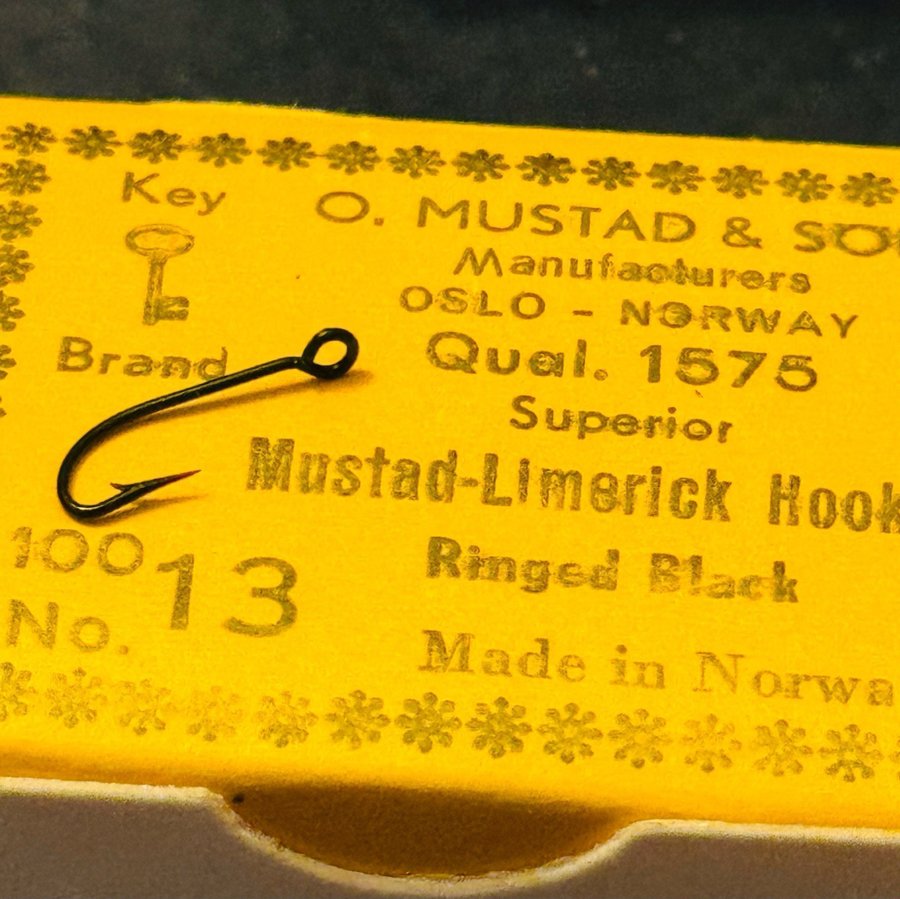 Key
O. MUSTAD & SO
Manufacturers
OSLO - NORWAY
Brand
Qual. 1575
Superior
Mustad-Limerick Hook
100
No. 13
Ringed Black
Made in Norwa